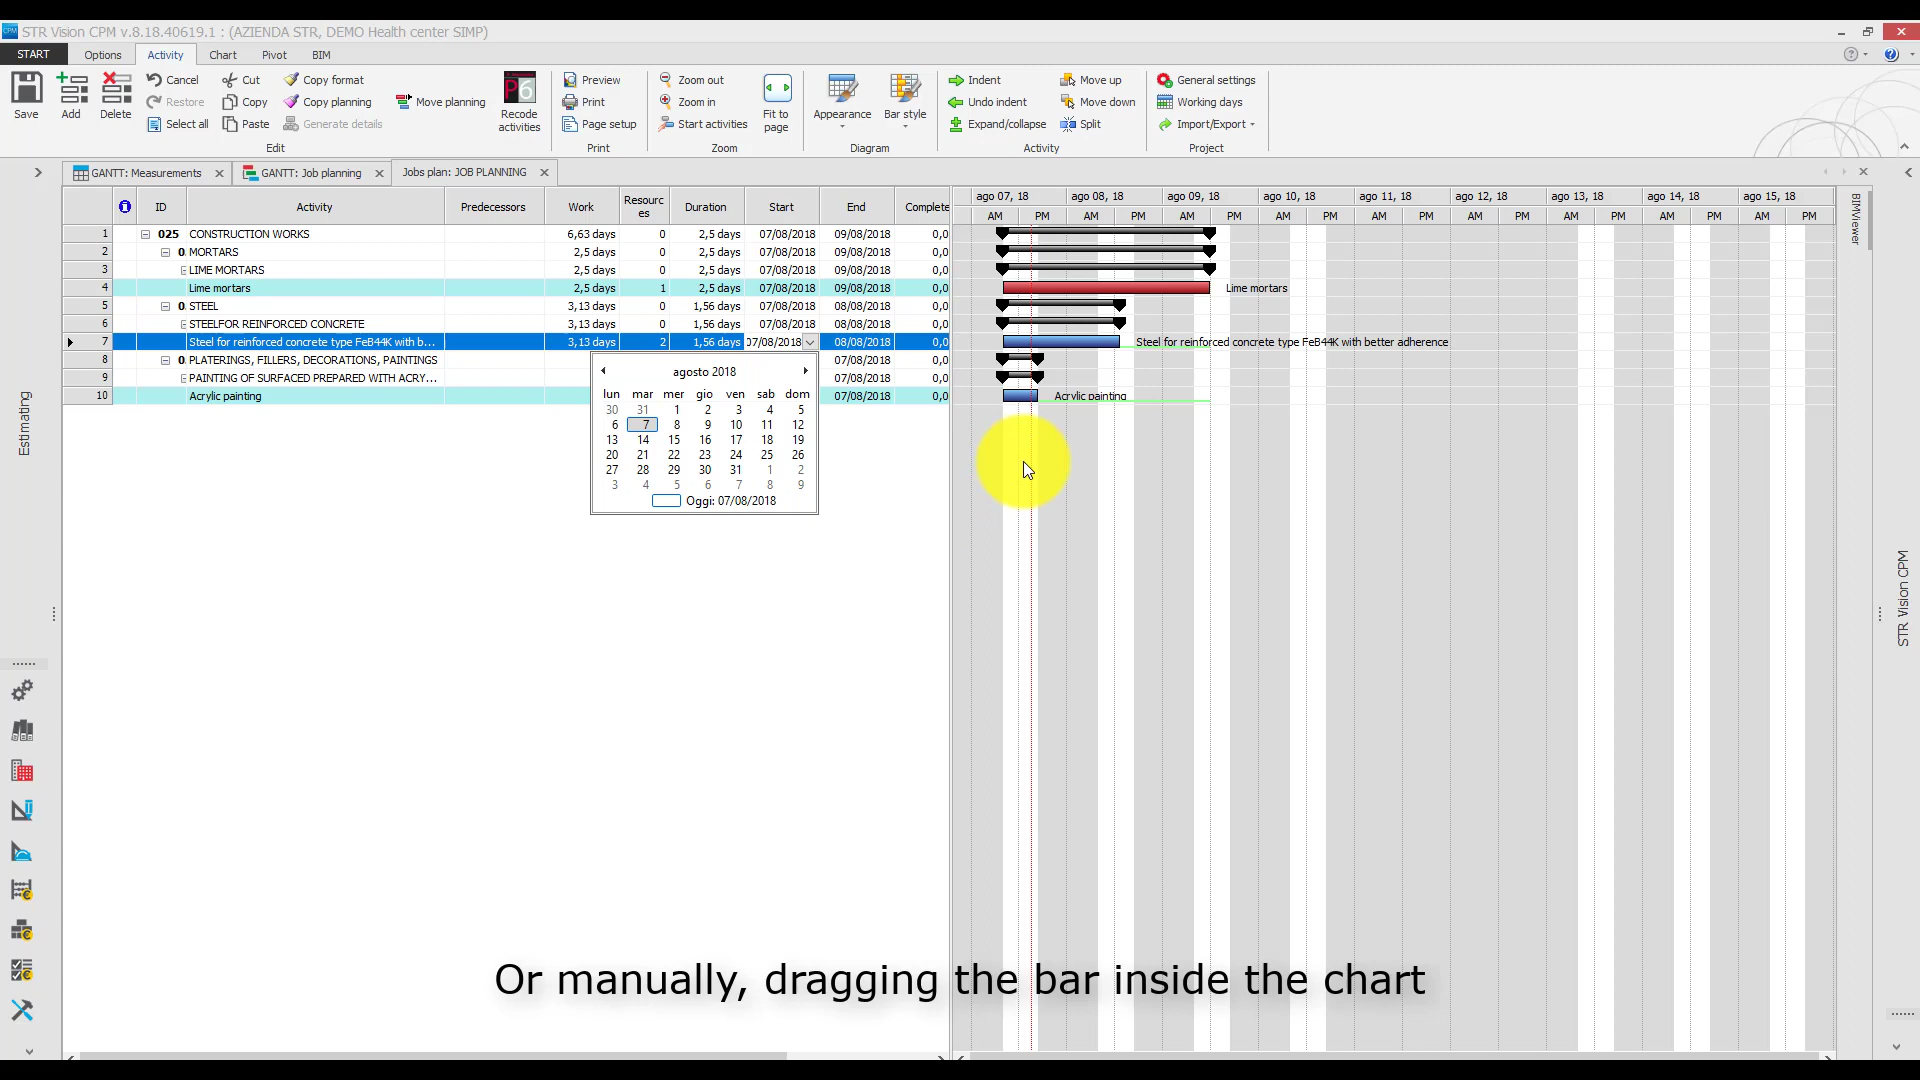 STR Vision CPM v.8.18.40619.1 : (AZIENDA STR, DEMO Health center SIMP)
START Options Activity Chart Pivot BIM
Save Add Delete
Cancel Cut Copy format
Restore Copy Copy planning Move planning
Select all Paste Generate details
Recode activities
Edit
Preview
Print
Page setup
Print
Zoom out
Zoom in
Start activities
Fit to page
Zoom
Appearance Bar style
Diagram
Indent Move up
Undo indent Move down
Expand/collapse Split
Activity
General settings
Working days
Import/Export
Project
GANTT: Measurements GANTT: Job planning Jobs plan: JOB PLANNING
ID Activity Predecessors Work Resources Duration Start End Complete
1 025 CONSTRUCTION WORKS 6,63 days 0 2,5 days 07/08/2018 09/08/2018 0,0
2 0. MORTARS 2,5 days 0 2,5 days 07/08/2018 09/08/2018 0,0
3 LIME MORTARS 2,5 days 0 2,5 days 07/08/2018 09/08/2018 0,0
4 Lime mortars 2,5 days 1 2,5 days 07/08/2018 09/08/2018 0,0
5 0. STEEL 3,13 days 0 1,56 days 07/08/2018 08/08/2018 0,0
6 STEELFOR REINFORCED CONCRETE 3,13 days 0 1,56 days 07/08/2018 08/08/2018 0,0
7 Steel for reinforced concrete type FeB44K with b... 3,13 days 2 1,56 days 07/08/2018 08/08/2018 0,0
8 0. PLATERINGS, FILLERS, DECORATIONS, PAINTINGS 07/08/2018 0,0
9 PAINTING OF SURFACED PREPARED WITH ACRY... 07/08/2018 0,0
10 Acrylic painting 07/08/2018 0,0
agosto 2018
lun mar mer gio ven sab dom
30 31 1 2 3 4 5
6 7 8 9 10 11 12
13 14 15 16 17 18 19
20 21 22 23 24 25 26
27 28 29 30 31 1 2
3 4 5 6 7 8 9
Oggi: 07/08/2018
ago 07, 18 ago 08, 18 ago 09, 18 ago 10, 18 ago 11, 18 ago 12, 18 ago 13, 18 ago 14, 18 ago 15, 18
AM PM AM PM AM PM AM PM AM PM AM PM AM PM AM PM AM PM
Lime mortars
Steel for reinforced concrete type FeB44K with better adherence
Acrylic painting
Estimating
BIMViewer
STR Vision CPM
Or manually, dragging the bar inside the chart